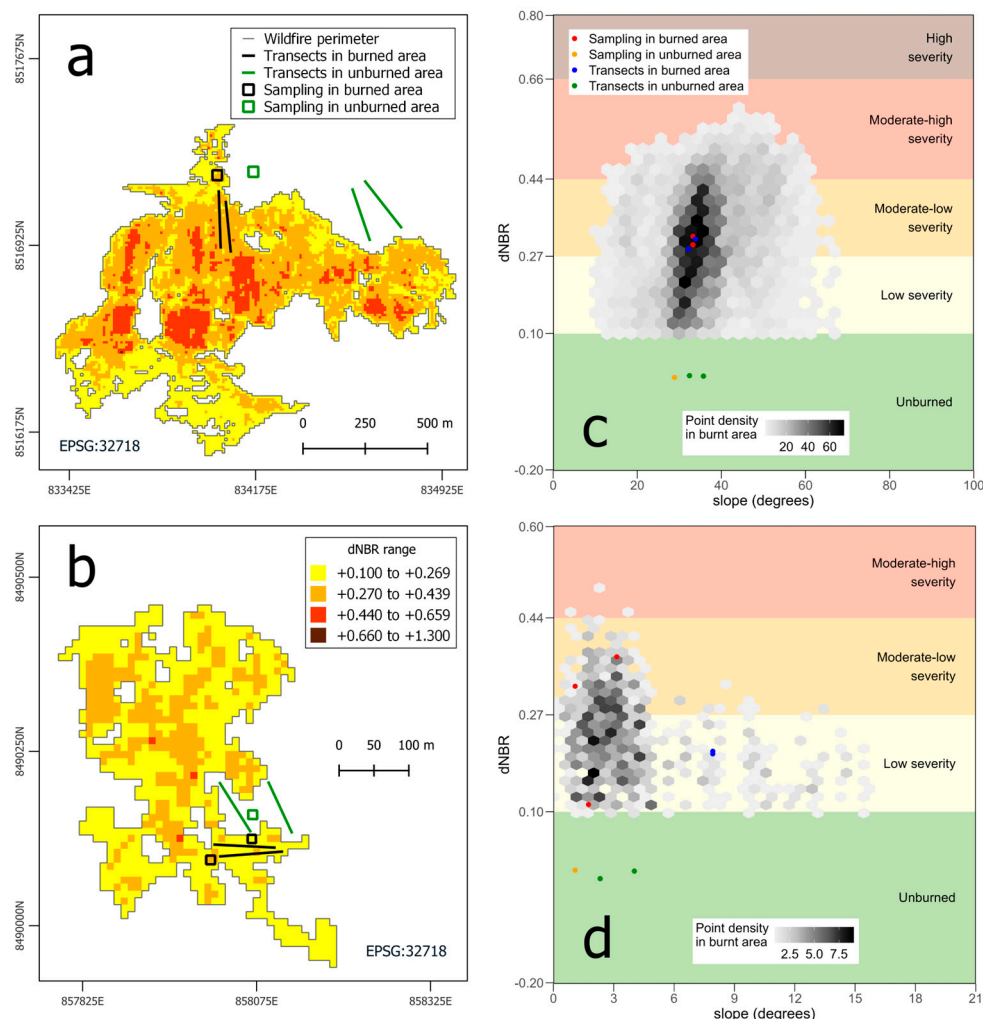 a
Wildfire perimeter
Transects in burned area
Transects in unburned area
Sampling in burned area
Sampling in unburned area
8517675N
8516925N
8516175N
EPSG:32718
0 250 500 m
833425E 834175E 834925E
0.80
0.66
0.44
0.27
0.10
-0.20
dNBR
Sampling in burned area
Sampling in unburned area
Transects in burned area
Transects in unburned area
High
severity
Moderate-high
severity
Moderate-low
severity
Low severity
Unburned
c
Point density
in burnt area
20 40 60
0 20 40 60 80 100
slope (degrees)
b
dNBR range
+0.100 to +0.269
+0.270 to +0.439
+0.440 to +0.659
+0.660 to +1.300
8490500N
8490250N
8490000N
0 50 100 m
EPSG:32718
857825E 858075E 858325E
0.60
0.44
0.27
0.10
-0.20
dNBR
Moderate-high
severity
Moderate-low
severity
Low severity
Unburned
d
Point density
in burnt area
2.5 5.0 7.5
0 3 6 9 12 15 18 21
slope (degrees)